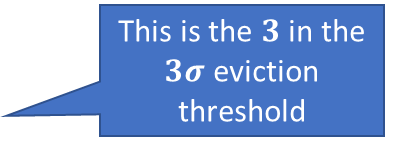 This is the 3 in the
3σ eviction
threshold